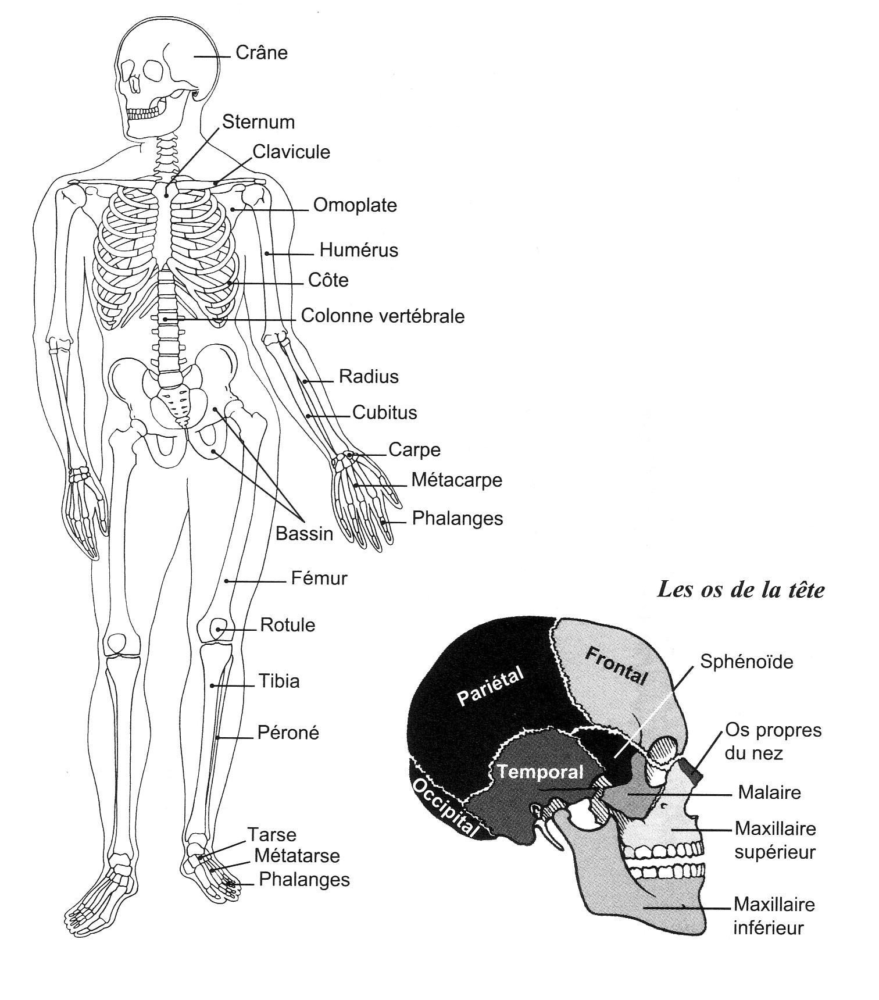 Crâne
Sternum
Clavicule
Omoplate
Humérus
Côte
Colonne vertébrale
Radius
Cubitus
Carpe
Métacarpe
Phalanges
Bassin
Fémur
Rotule
Tibia
Péroné
Tarse
Métatarse
Phalanges
Les os de la tête
Frontal
Sphénoïde
Pariétal
Os propres
du nez
Temporal
Malaire
Occipital
Maxillaire
supérieur
Maxillaire
inférieur